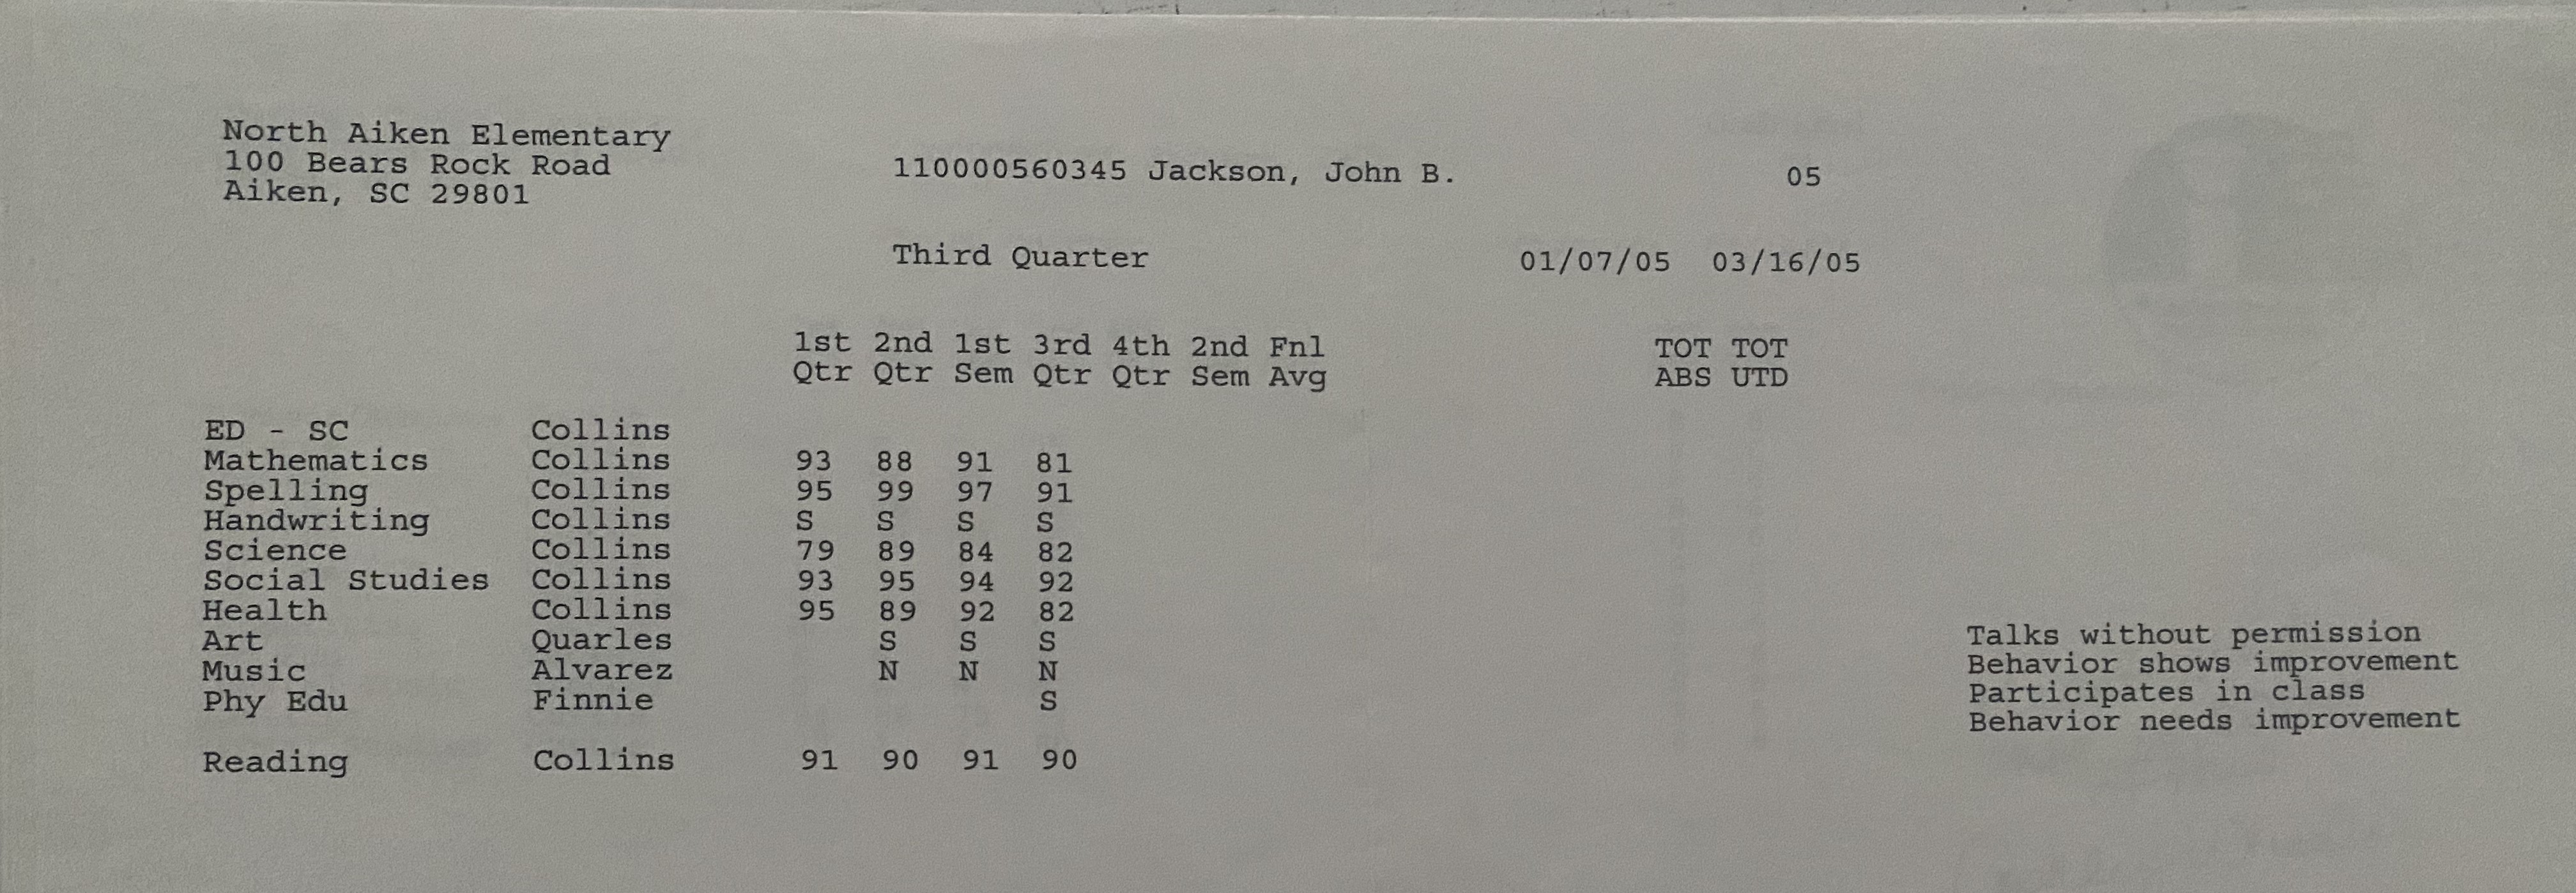 North Aiken Elementary
100 Bears Rock Road
Aiken, SC 29801
110000560345 Jackson, John B. 05
Third Quarter 01/07/05 03/16/05
1st 2nd 1st 3rd 4th 2nd Fnl TOT TOT
Qtr Qtr Sem Qtr Qtr Sem Avg ABS UTD
ED - SC Collins
Mathematics Collins 93 88 91 81
Spelling Collins 95 99 97 91
Handwriting Collins S S S S
Science Collins 79 89 84 82
Social Studies Collins 93 95 94 92
Health Collins 95 89 92 82
Art Quarles S S S Talks without permission
Music Alvarez N N N Behavior shows improvement
Phy Edu Finnie S Participates in class
Behavior needs improvement
Reading Collins 91 90 91 90